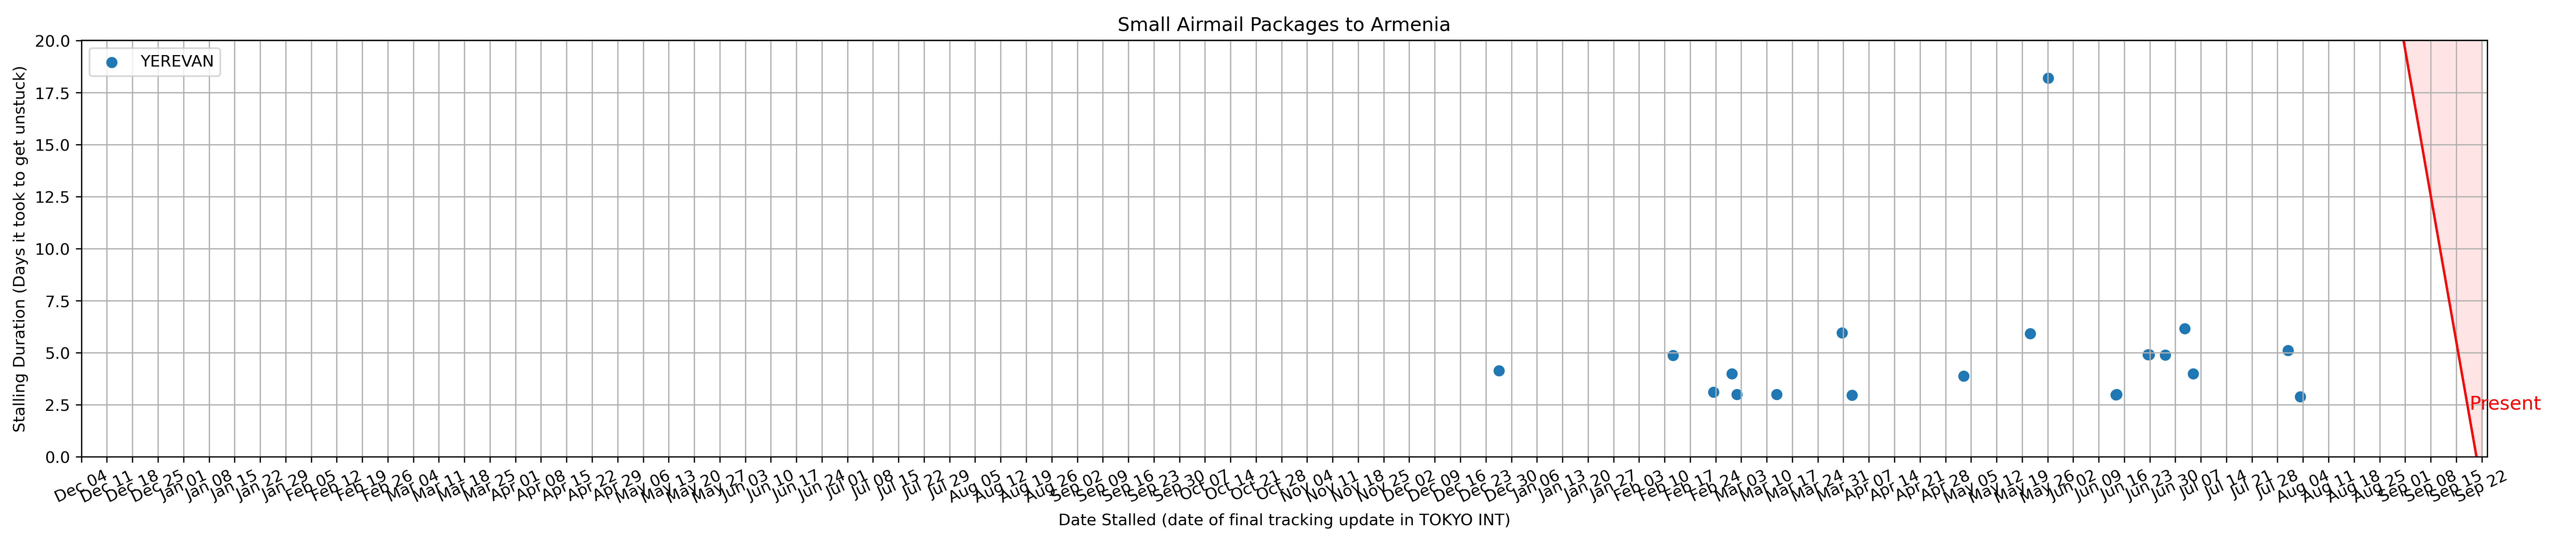 Small Airmail Packages to Armenia
YEREVAN
Stalling Duration (Days it took to get unstuck)
20.0
17.5
15.0
12.5
10.0
7.5
5.0
2.5
0.0
Present
Dec 04 Dec 11 Dec 18 Dec 25 Jan 01 Jan 08 Jan 15 Jan 22 Jan 29 Feb 05 Feb 12 Feb 19 Feb 26 Mar 04 Mar 11 Mar 18 Mar 25 Apr 01 Apr 08 Apr 15 Apr 22 Apr 29 May 06 May 13 May 20 May 27 Jun 03 Jun 10 Jun 17 Jun 24 Jul 01 Jul 08 Jul 15 Jul 22 Jul 29 Aug 05 Aug 12 Aug 19 Aug 26 Sep 02 Sep 09 Sep 16 Sep 23 Sep 30 Oct 07 Oct 14 Oct 21 Oct 28 Nov 04 Nov 11 Nov 18 Nov 25 Dec 02 Dec 09 Dec 16 Dec 23 Dec 30 Jan 06 Jan 13 Jan 20 Jan 27 Feb 03 Feb 10 Feb 17 Feb 24 Mar 03 Mar 10 Mar 17 Mar 24 Mar 31 Apr 07 Apr 14 Apr 21 Apr 28 May 05 May 12 May 19 May 26 Jun 02 Jun 09 Jun 16 Jun 23 Jun 30 Jul 07 Jul 14 Jul 21 Jul 28 Aug 04 Aug 11 Aug 18 Aug 25 Sep 01 Sep 08 Sep 15 Sep 22
Date Stalled (date of final tracking update in TOKYO INT)